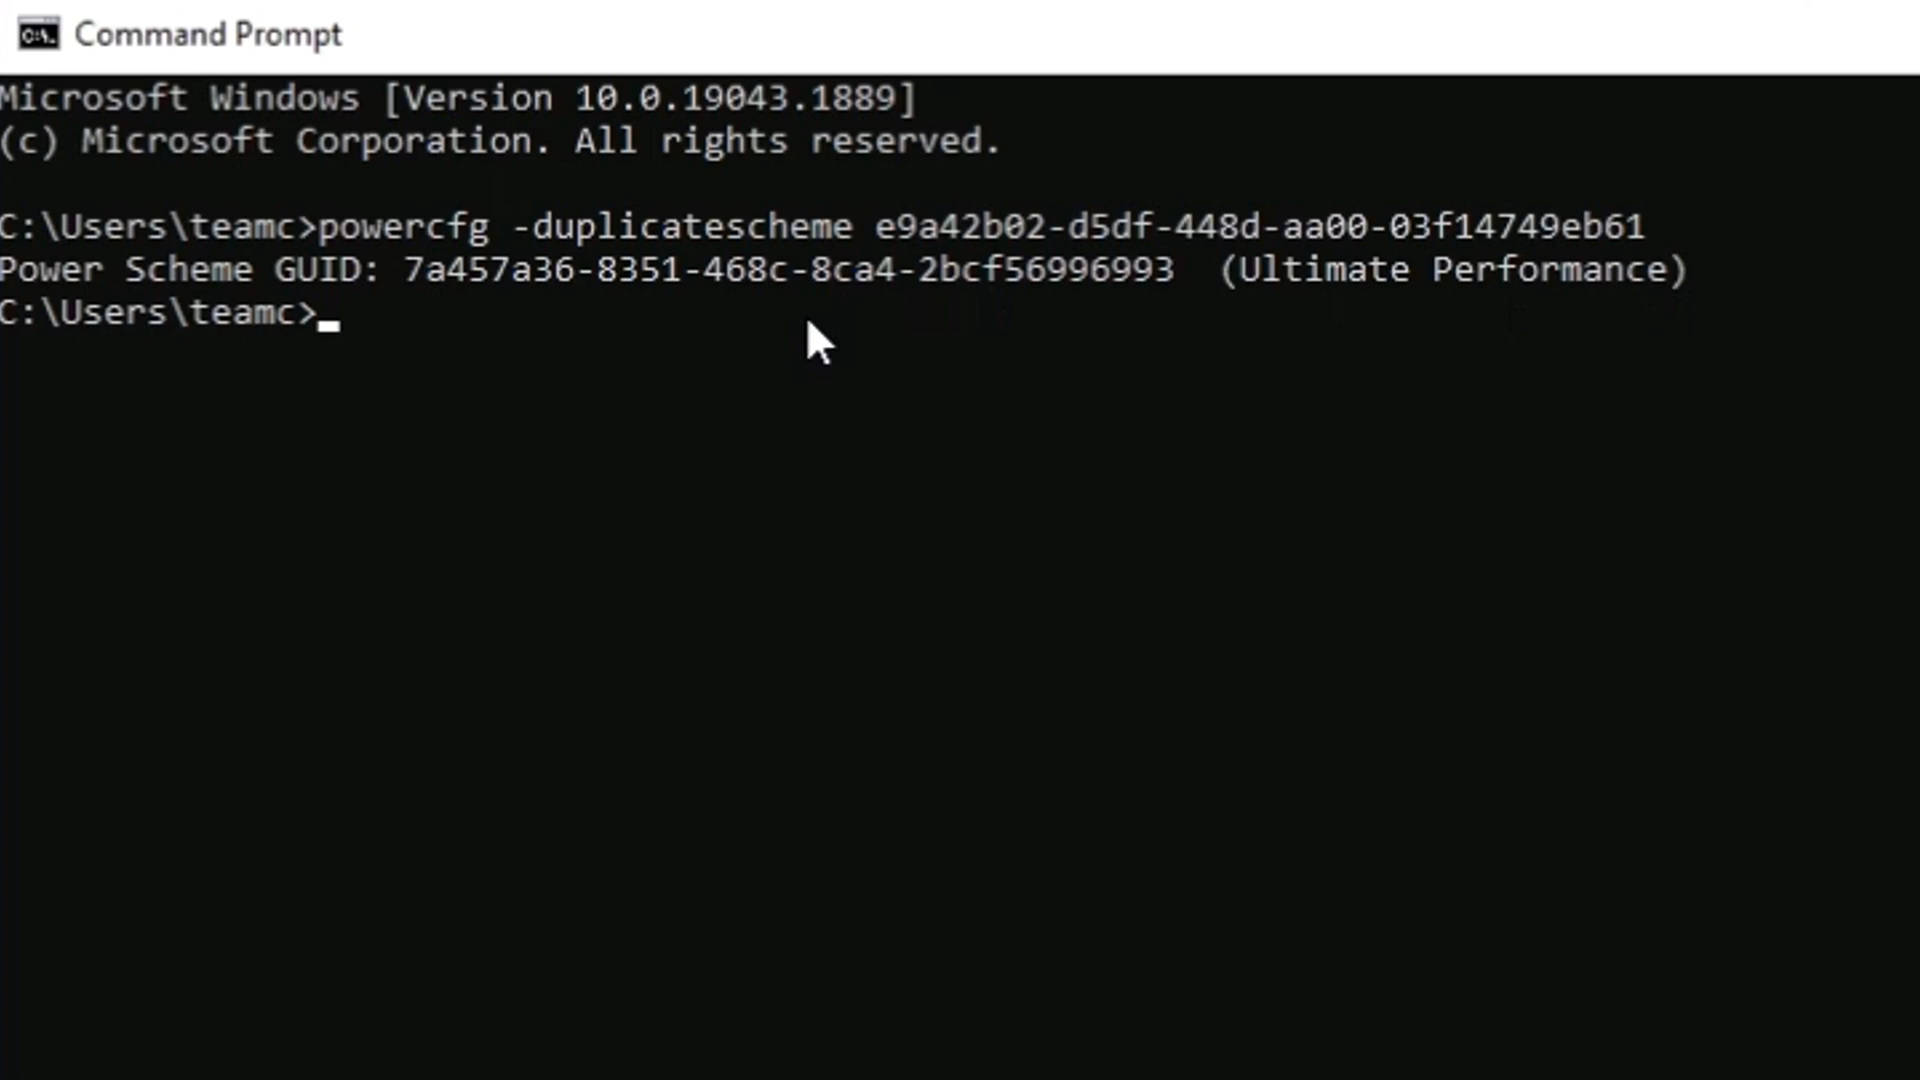 Command Prompt
Microsoft Windows [Version 10.0.19043.1889]
(c) Microsoft Corporation. All rights reserved.
C:\Users\teamc>powercfg -duplicatescheme e9a42b02-d5df-448d-aa00-03f14749eb61
Power Scheme GUID: 7a457a36-8351-468c-8ca4-2bcf56996993  (Ultimate Performance)
C:\Users\teamc>